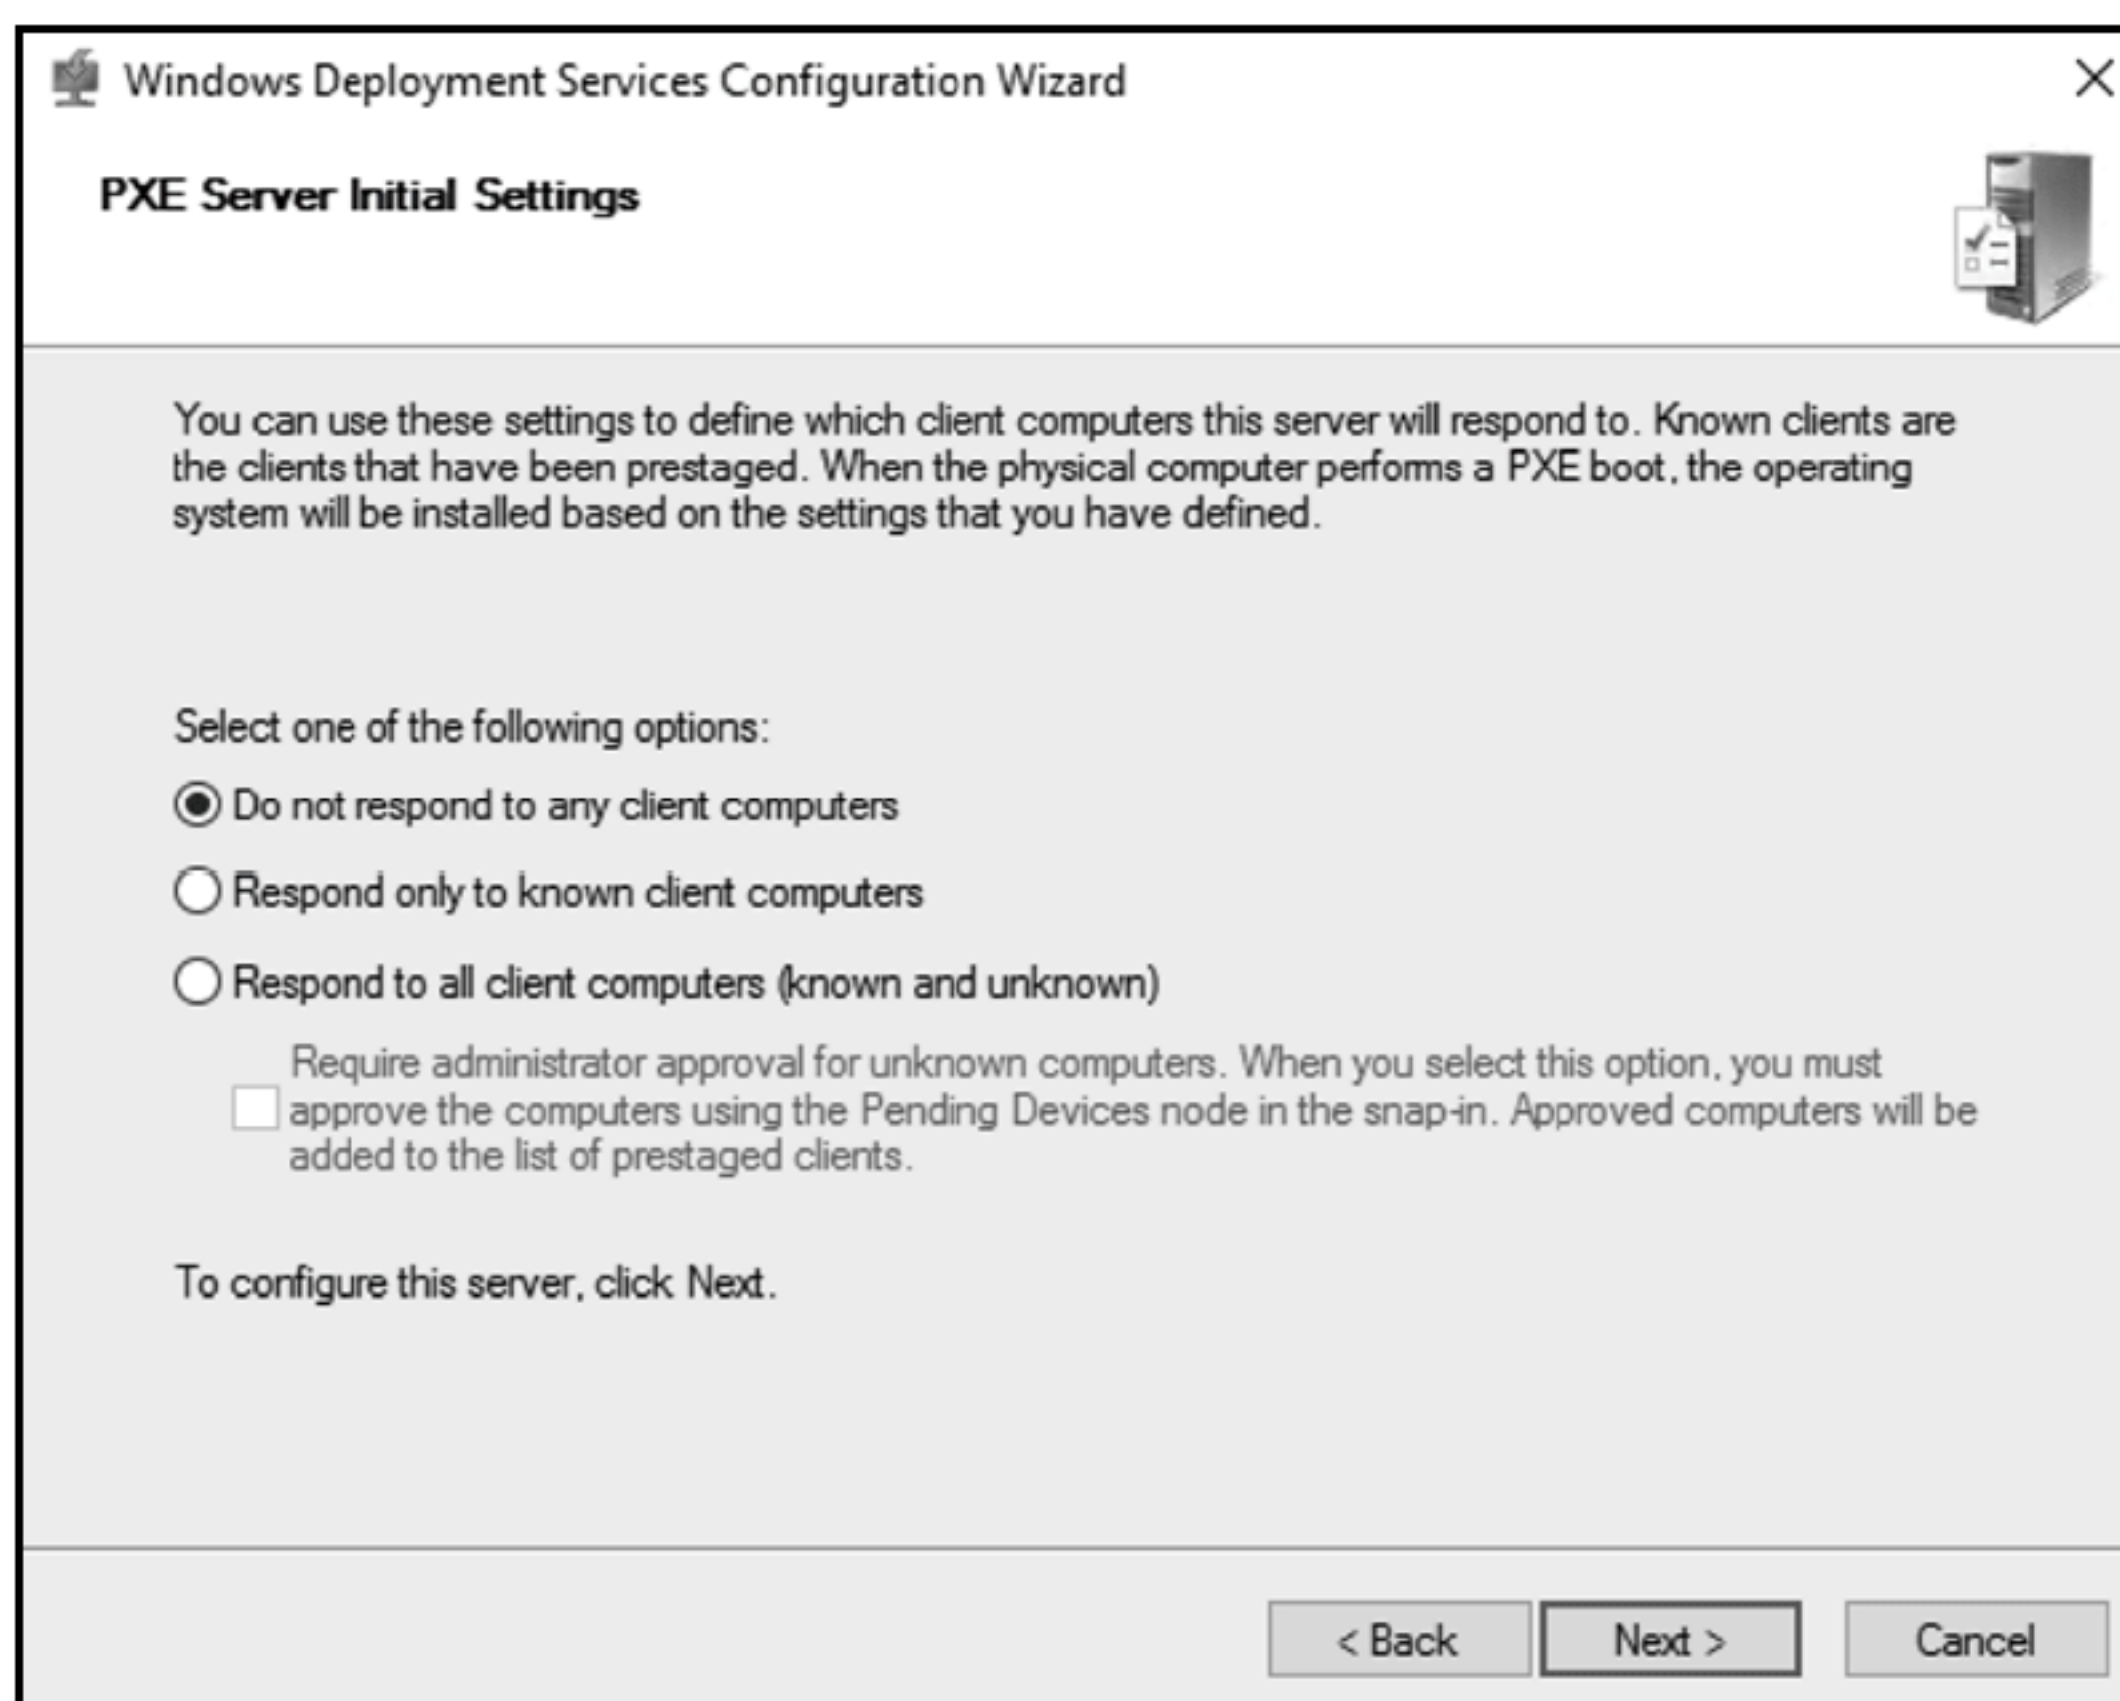 Windows Deployment Services Configuration Wizard
PXE Server Initial Settings
You can use these settings to define which client computers this server will respond to. Known clients are
the clients that have been prestaged. When the physical computer performs a PXE boot, the operating
system will be installed based on the settings that you have defined.
Select one of the following options:
Do not respond to any client computers
Respond only to known client computers
Respond to all client computers (known and unknown)
Require administrator approval for unknown computers. When you select this option, you must
approve the computers using the Pending Devices node in the snap-in. Approved computers will be
added to the list of prestaged clients.
To configure this server, click Next.
< Back Next > Cancel